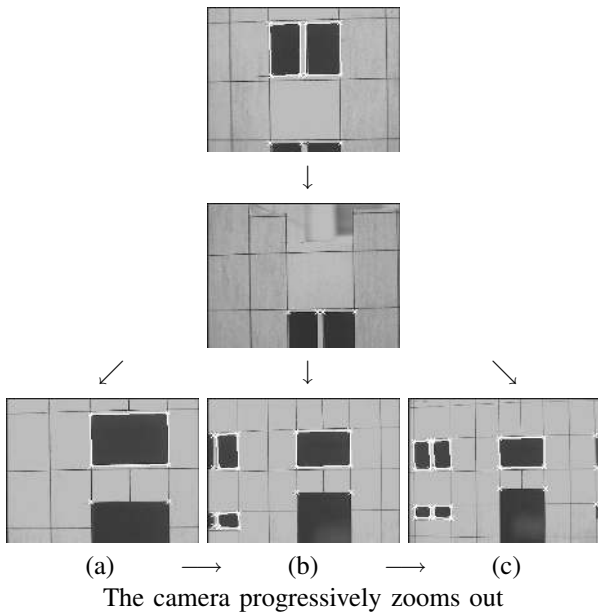 (a) → (b) → (c)
The camera progressively zooms out